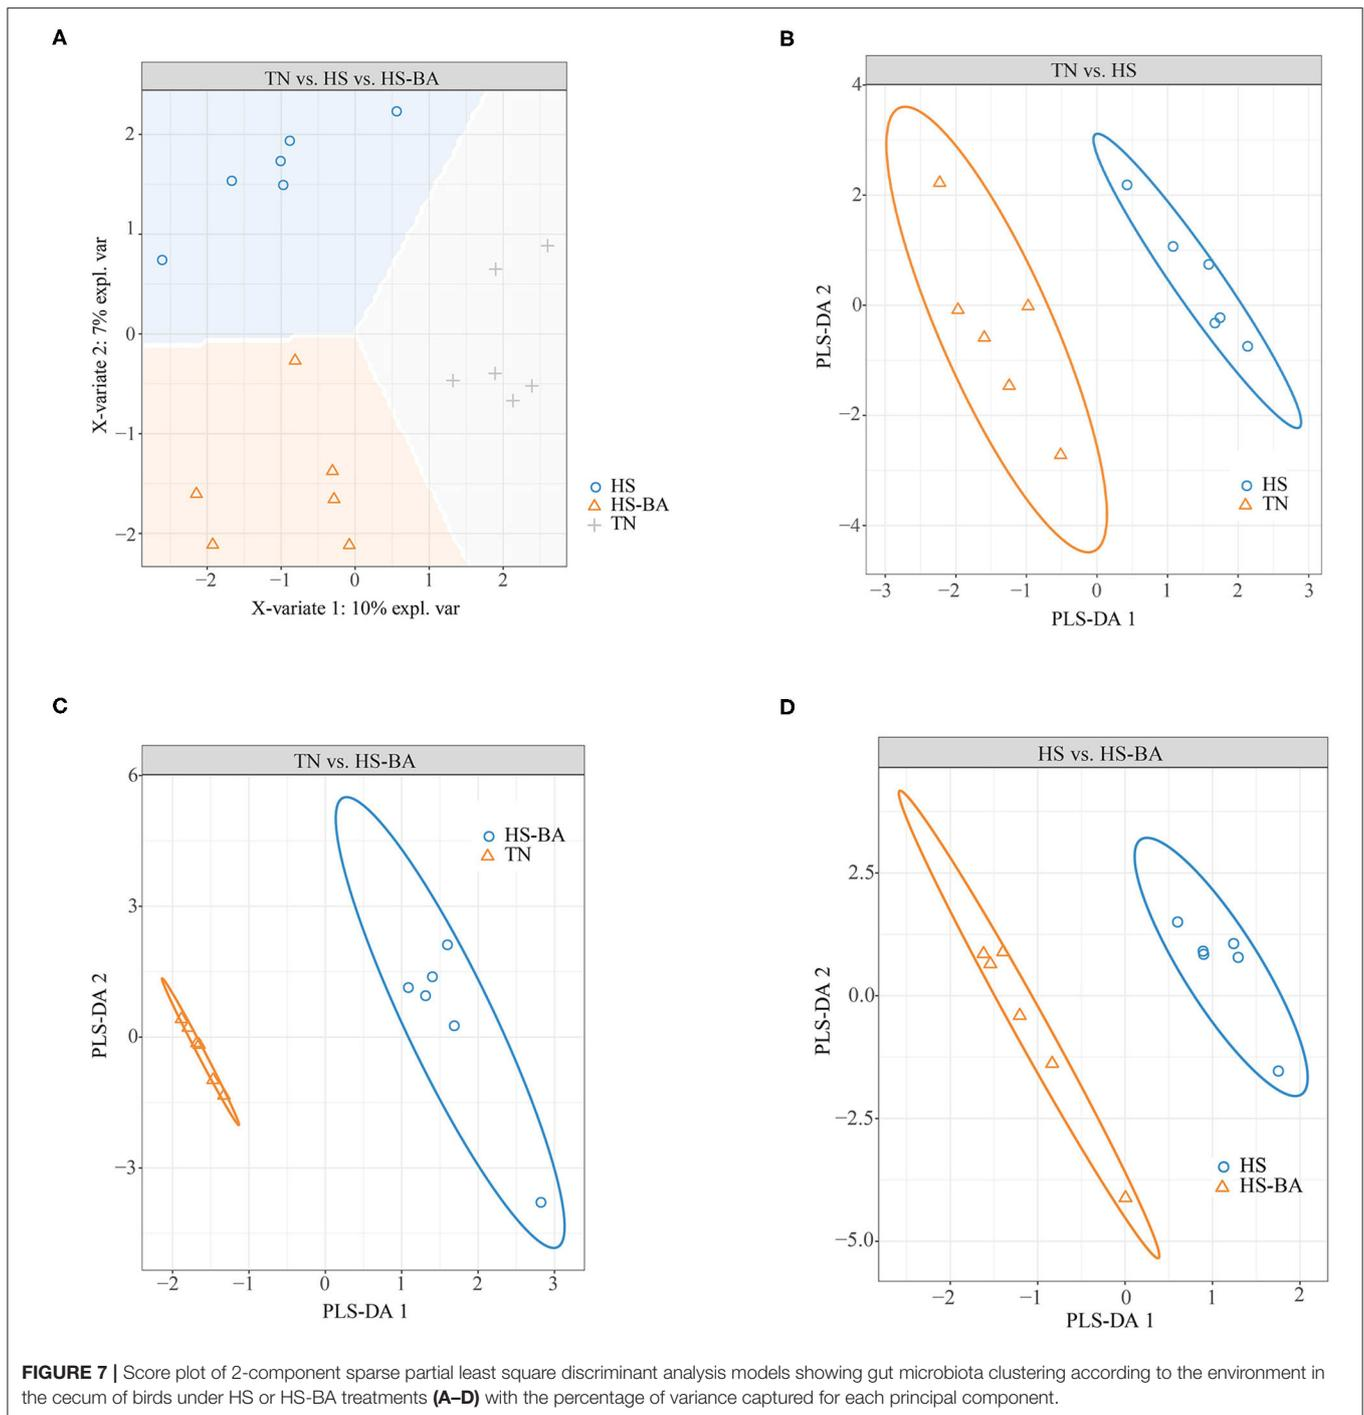 A
TN vs. HS vs. HS-BA
X-variate 2: 7% expl. var
2
1
0
−1
−2
−2
−1
0
1
2
X-variate 1: 10% expl. var
HS
HS-BA
TN
B
TN vs. HS
PLS-DA 2
4
2
0
−2
−4
−3
−2
−1
0
1
2
3
PLS-DA 1
HS
TN
C
TN vs. HS-BA
PLS-DA 2
6
3
0
−3
−2
−1
0
1
2
3
PLS-DA 1
HS-BA
TN
D
HS vs. HS-BA
PLS-DA 2
2.5
0.0
−2.5
−5.0
−2
−1
0
1
2
PLS-DA 1
HS
HS-BA
FIGURE 7 | Score plot of 2-component sparse partial least square discriminant analysis models showing gut microbiota clustering according to the environment in
the cecum of birds under HS or HS-BA treatments (A–D) with the percentage of variance captured for each principal component.